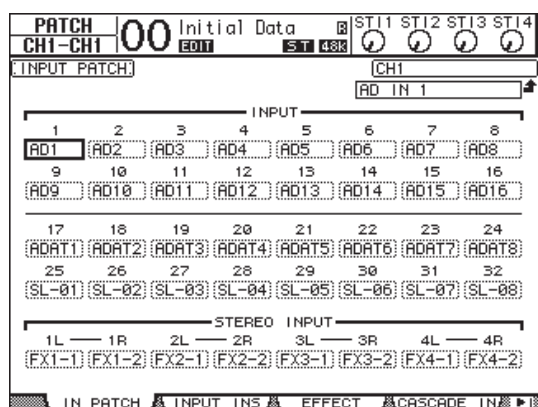 PATCH 00 Initial Data R ST11 ST12 ST13 ST14
CH1-CH1 EDIT ST 48K
INPUT PATCH CH1
AD IN 1
INPUT
1 2 3 4 5 6 7 8
AD1 AD2 AD3 AD4 AD5 AD6 AD7 AD8
9 10 11 12 13 14 15 16
AD9 AD10 AD11 AD12 AD13 AD14 AD15 AD16
17 18 19 20 21 22 23 24
ADAT1 ADAT2 ADAT3 ADAT4 ADAT5 ADAT6 ADAT7 ADAT8
25 26 27 28 29 30 31 32
SL-01 SL-02 SL-03 SL-04 SL-05 SL-06 SL-07 SL-08
STEREO INPUT
1L 1R 2L 2R 3L 3R 4L 4R
FX1-1 FX1-2 FX2-1 FX2-2 FX3-1 FX3-2 FX4-1 FX4-2
IN PATCH INPUT INS EFFECT CASCADE IN